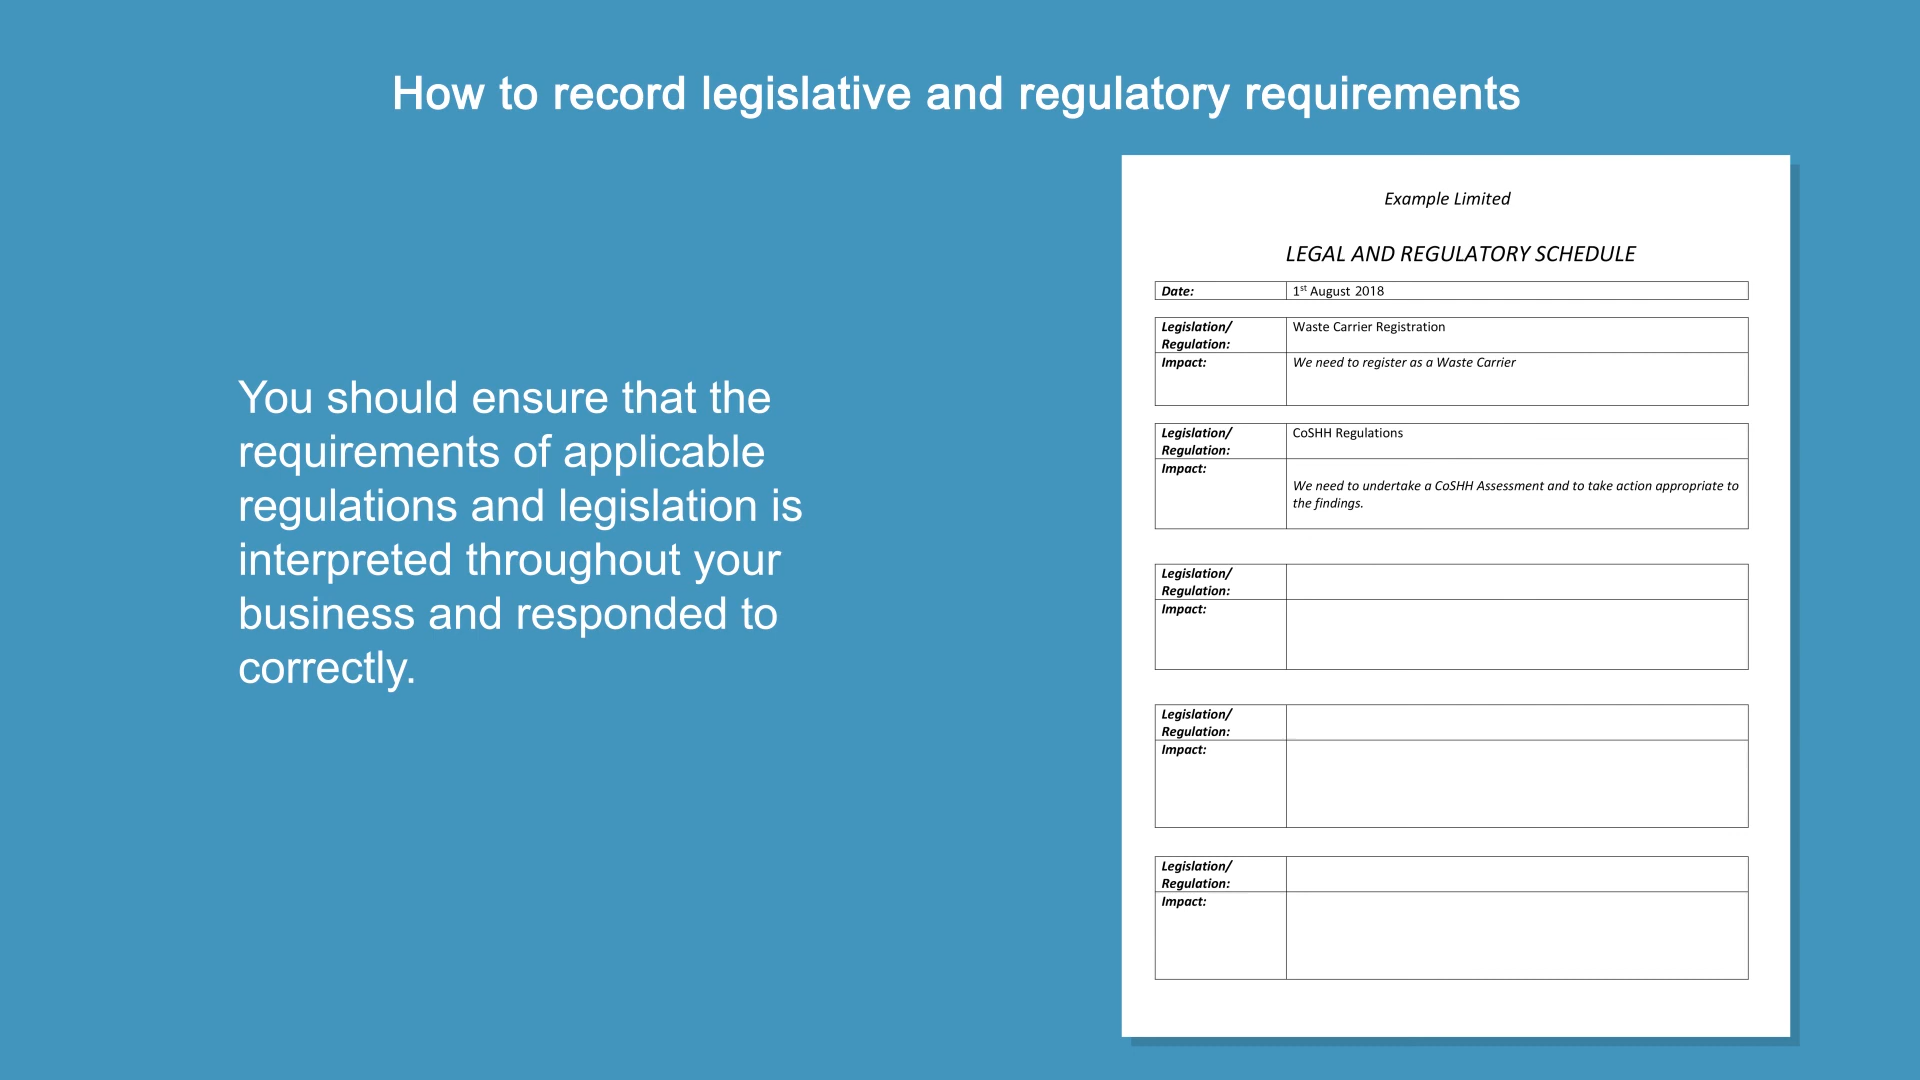 How to record legislative and regulatory requirements
You should ensure that the
requirements of applicable
regulations and legislation is
interpreted throughout your
business and responded to
correctly.
Example Limited
LEGAL AND REGULATORY SCHEDULE
Date: 1st August 2018
Legislation/ Waste Carrier Registration
Regulation:
Impact: We need to register as a Waste Carrier
Legislation/ CoSHH Regulations
Regulation:
Impact:
We need to undertake a CoSHH Assessment and to take action appropriate to
the findings.
Legislation/
Regulation:
Impact:
Legislation/
Regulation:
Impact:
Legislation/
Regulation:
Impact: